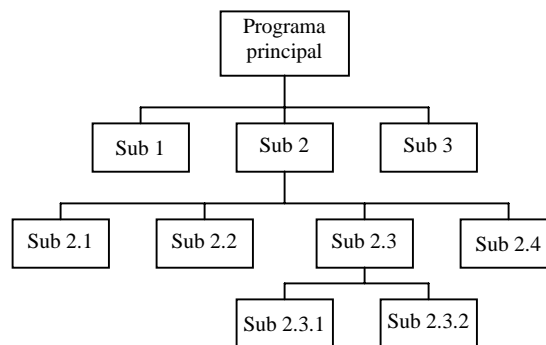 Programa
principal
Sub 1
Sub 2
Sub 3
Sub 2.1
Sub 2.2
Sub 2.3
Sub 2.4
Sub 2.3.1
Sub 2.3.2